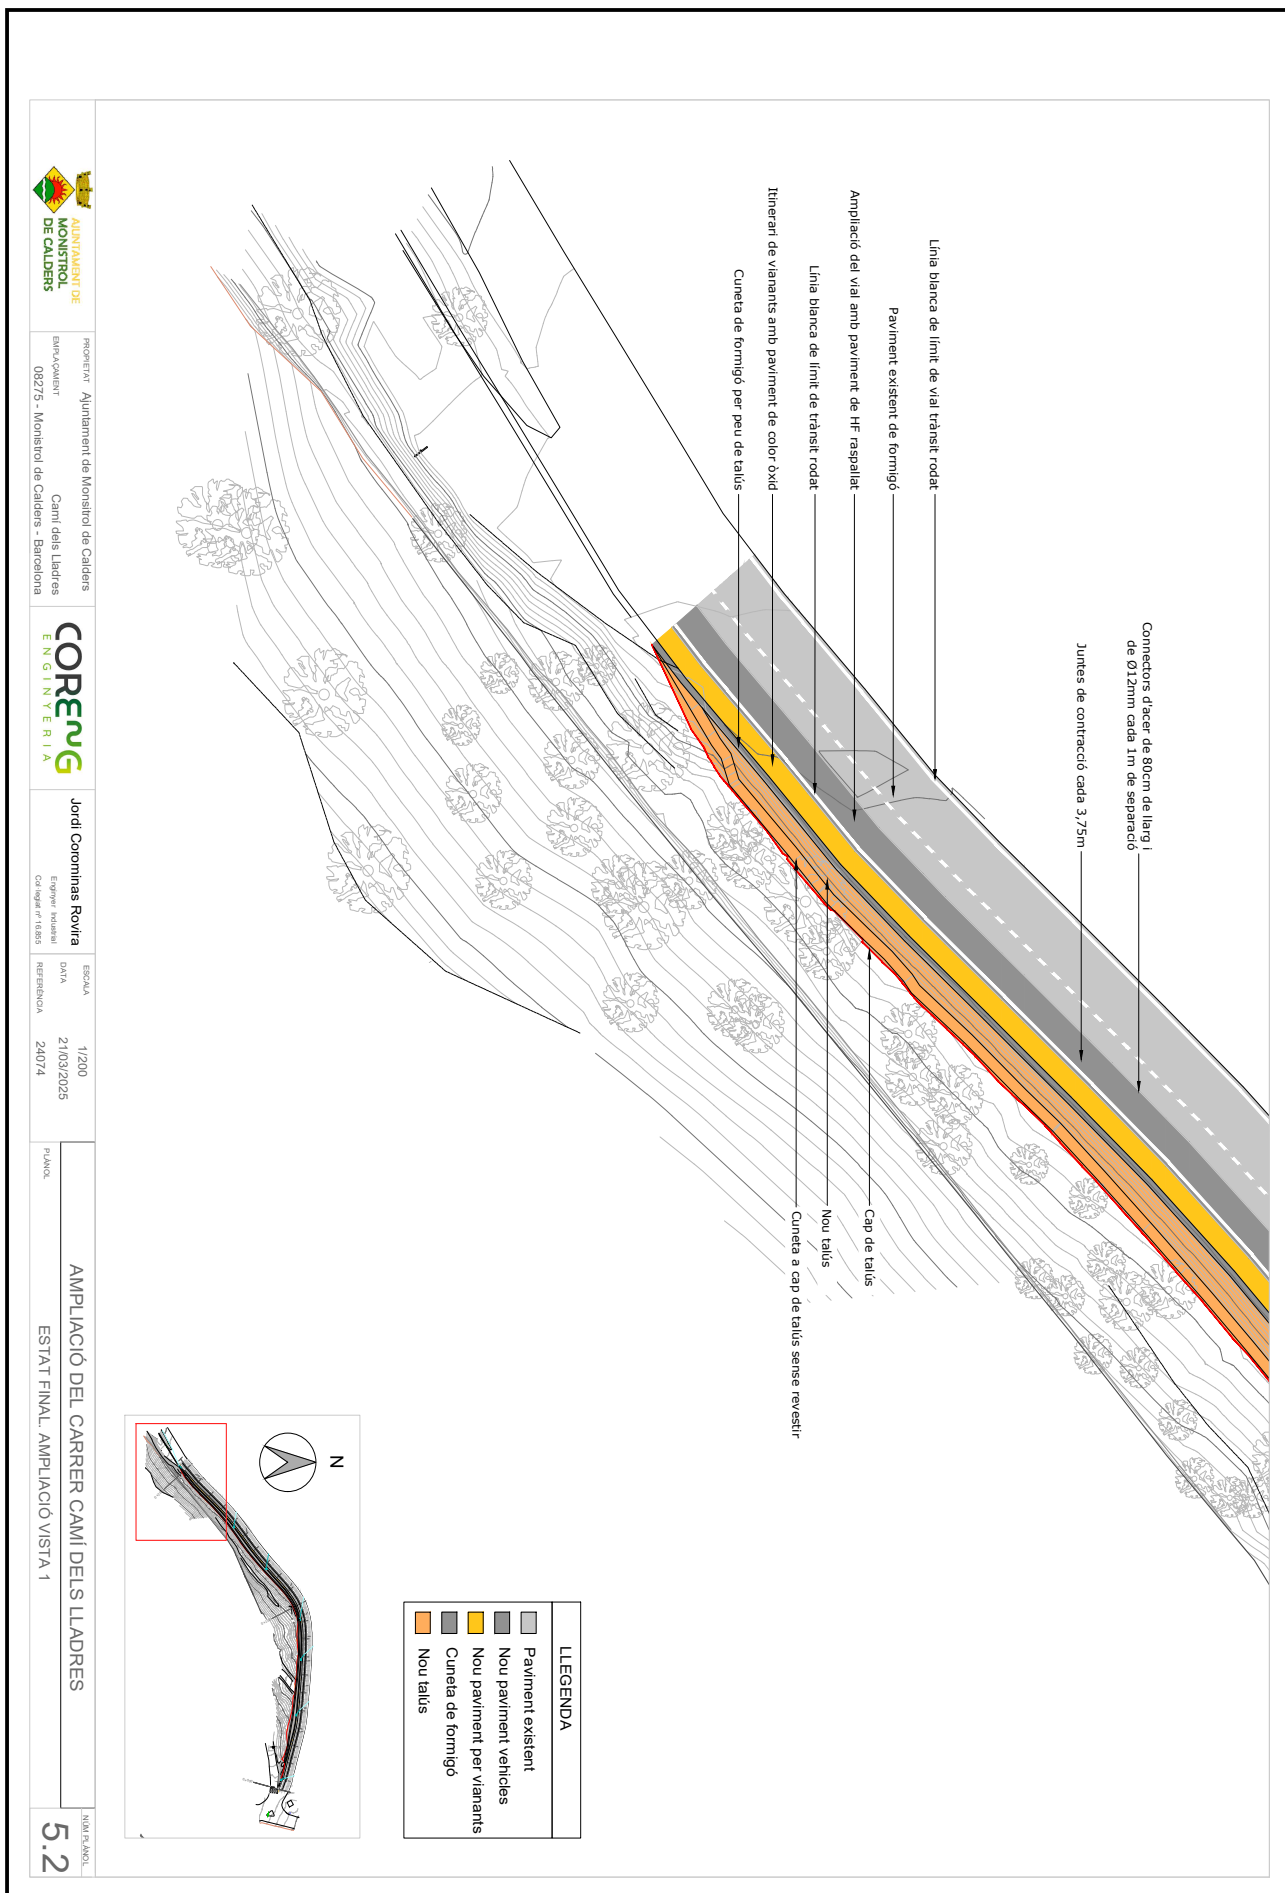 Línia blanca de límit de vial trànsit rodat
Paviment existent de formigó
Ampliació del vial amb paviment de HF raspallat
Línia blanca de límit de trànsit rodat
Itinerari de vianants amb paviment de color òxid
Cuneta de formigó per peu de talús
Connectors d'acer de 80cm de llarg i
de Ø12mm cada 1m de separació
Juntes de contracció cada 3,75m
Cap de talús
Nou talús
Cuneta a cap de talús sense revestir
LLEGENDA
Paviment existent
Nou paviment vehicles
Nou paviment per vianants
Cuneta de formigó
Nou talús
N
AJUNTAMENT DE
MONISTROL
DE CALDERS
PROPIETAT Ajuntament de Monsitrol de Calders
EMPLAÇAMENT Camí dels Lladres
08275 - Monistrol de Calders - Barcelona
CORENG
ENGINYERIA
Jordi Corominas Rovira
Enginyer Industrial
Col·legiat nº 16.855
ESCALA 1/200
DATA 21/03/2025
REFERÈNCIA 24074
AMPLIACIÓ DEL CARRER CAMÍ DELS LLADRES
PLÀNOL ESTAT FINAL. AMPLIACIÓ VISTA 1
NÚM PLÀNOL
5.2